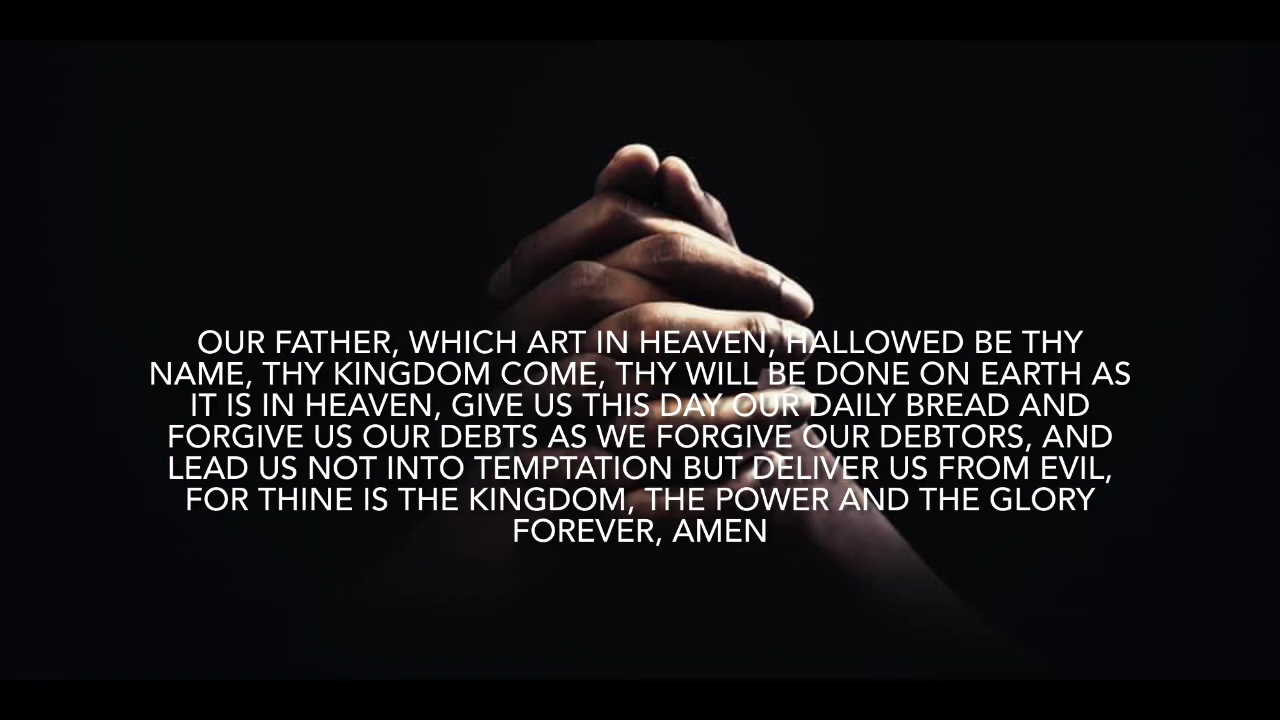 OUR FATHER, WHICH ART IN HEAVEN, HALLOWED BE THY
NAME, THY KINGDOM COME, THY WILL BE DONE ON EARTH AS
IT IS IN HEAVEN, GIVE US THIS DAY OUR DAILY BREAD AND
FORGIVE US OUR DEBTS AS WE FORGIVE OUR DEBTORS, AND
LEAD US NOT INTO TEMPTATION BUT DELIVER US FROM EVIL,
FOR THINE IS THE KINGDOM, THE POWER AND THE GLORY
FOREVER, AMEN